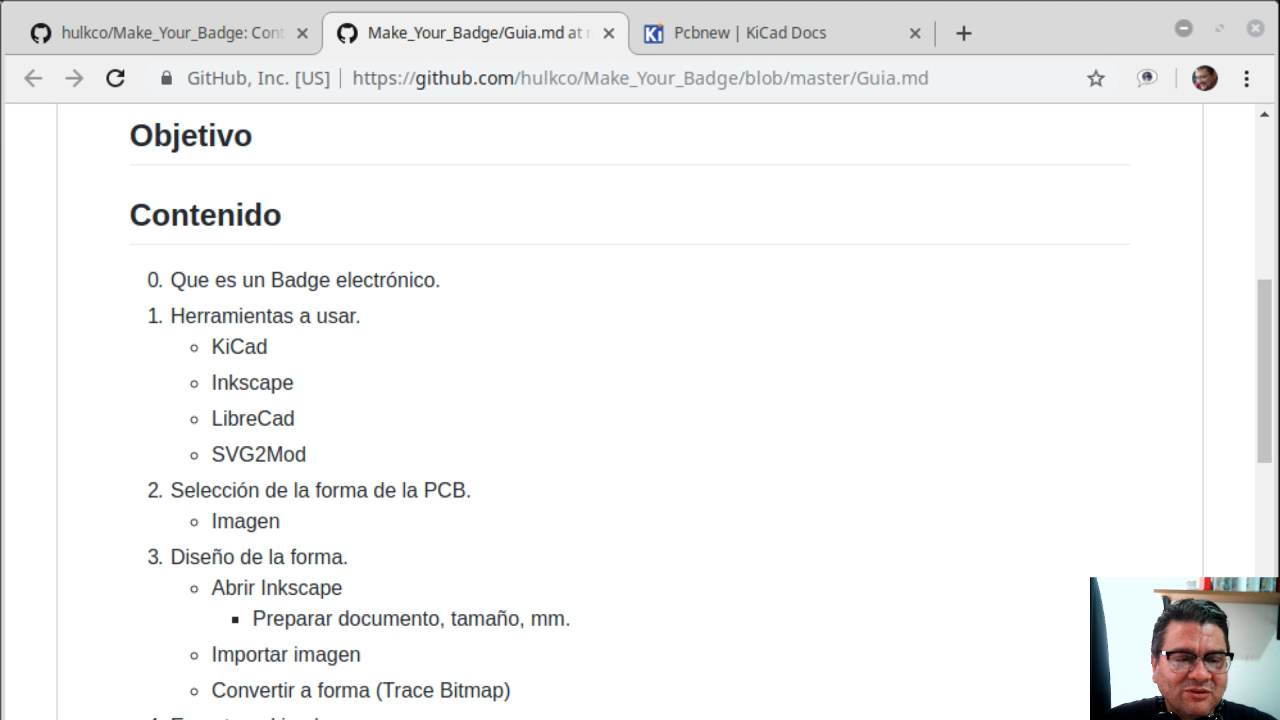 hulkco/Make_Your_Badge: Cont
Make_Your_Badge/Guia.md at
Pcbnew | KiCad Docs
GitHub, Inc. [US]
https://github.com/hulkco/Make_Your_Badge/blob/master/Guia.md
Objetivo
Contenido
0. Que es un Badge electrónico.
1. Herramientas a usar.
KiCad
Inkscape
LibreCad
SVG2Mod
2. Selección de la forma de la PCB.
Imagen
3. Diseño de la forma.
Abrir Inkscape
Preparar documento, tamaño, mm.
Importar imagen
Convertir a forma (Trace Bitmap)